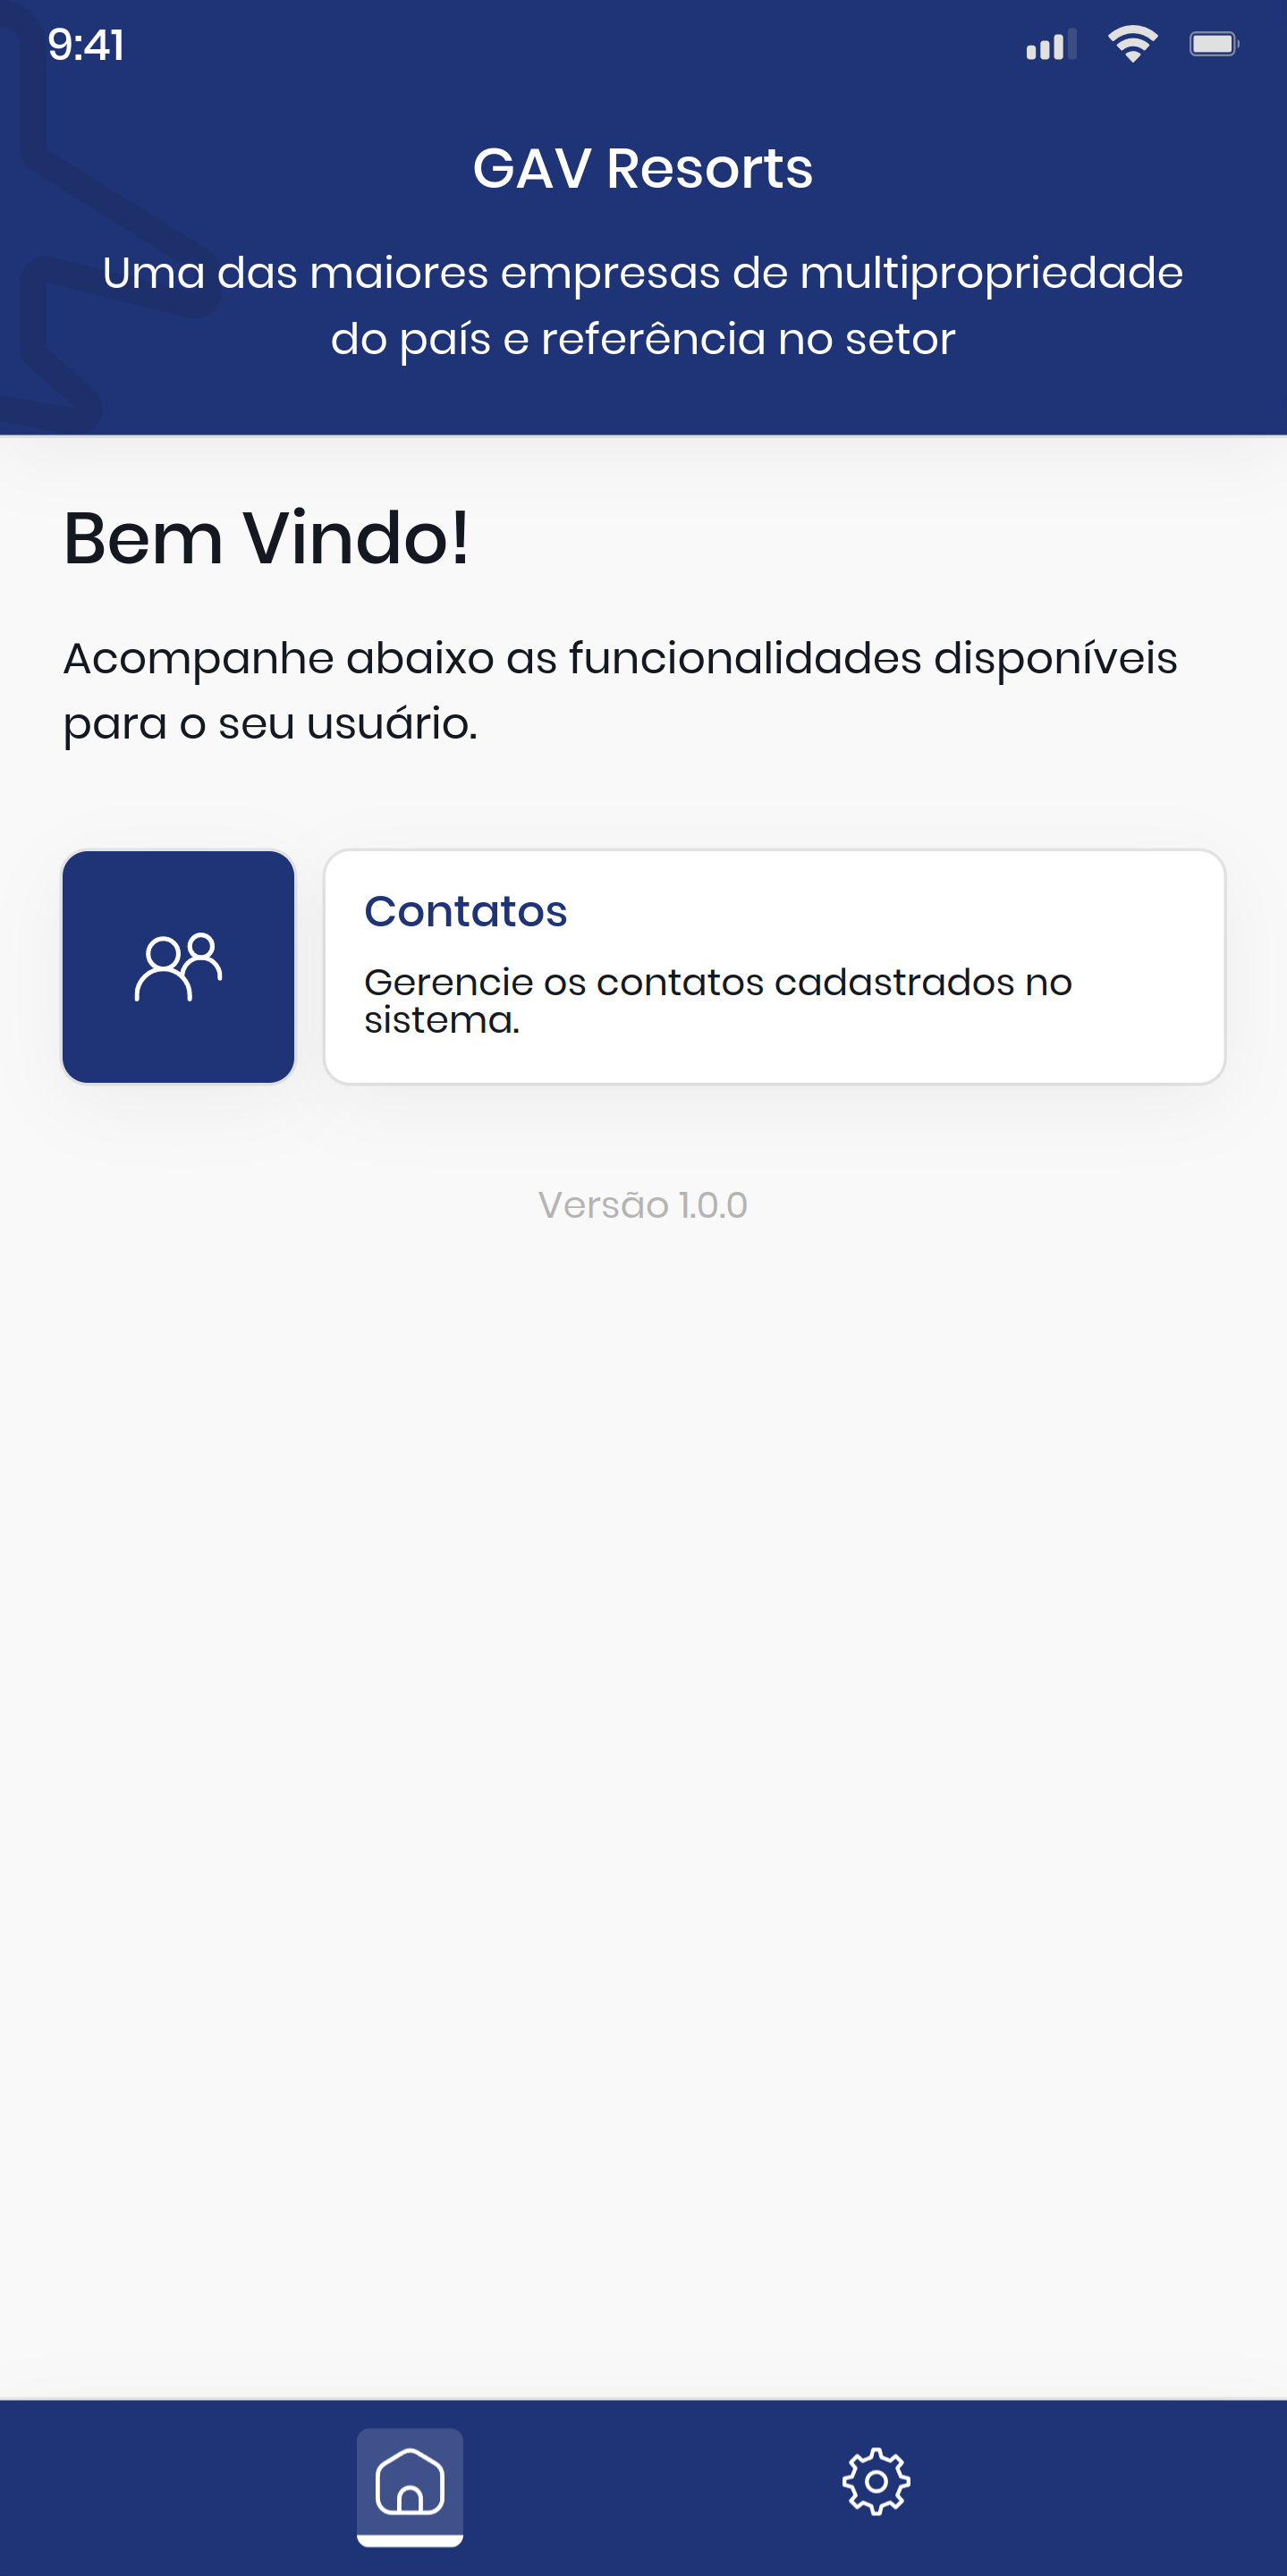 9:41
GAV Resorts
Uma das maiores empresas de multipropriedade
do país e referência no setor
Bem Vindo!
Acompanhe abaixo as funcionalidades disponíveis
para o seu usuário.
Contatos
Gerencie os contatos cadastrados no
sistema.
Versão 1.0.0